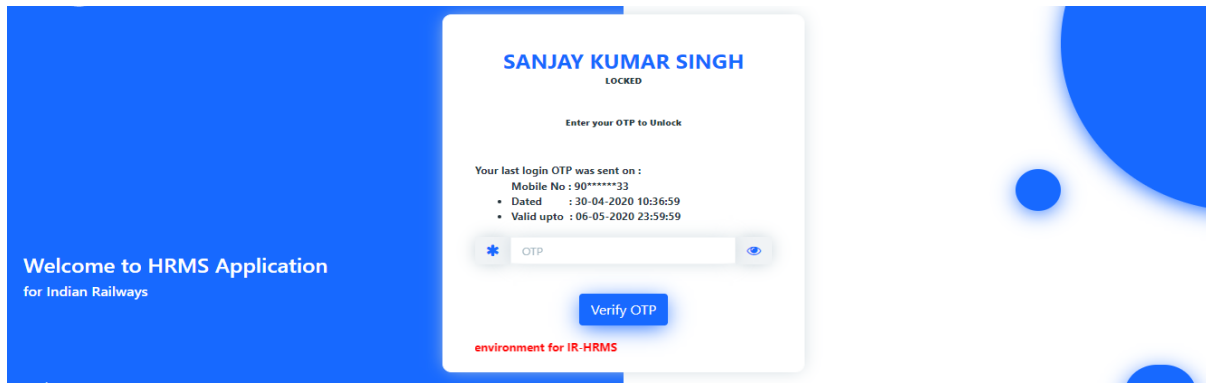 SANJAY KUMAR SINGH
LOCKED
Enter your OTP to Unlock
Your last login OTP was sent on :
Mobile No : 90******33
• Dated : 30-04-2020 10:36:59
• Valid upto : 06-05-2020 23:59:59
OTP
Verify OTP
environment for IR-HRMS
Welcome to HRMS Application
for Indian Railways